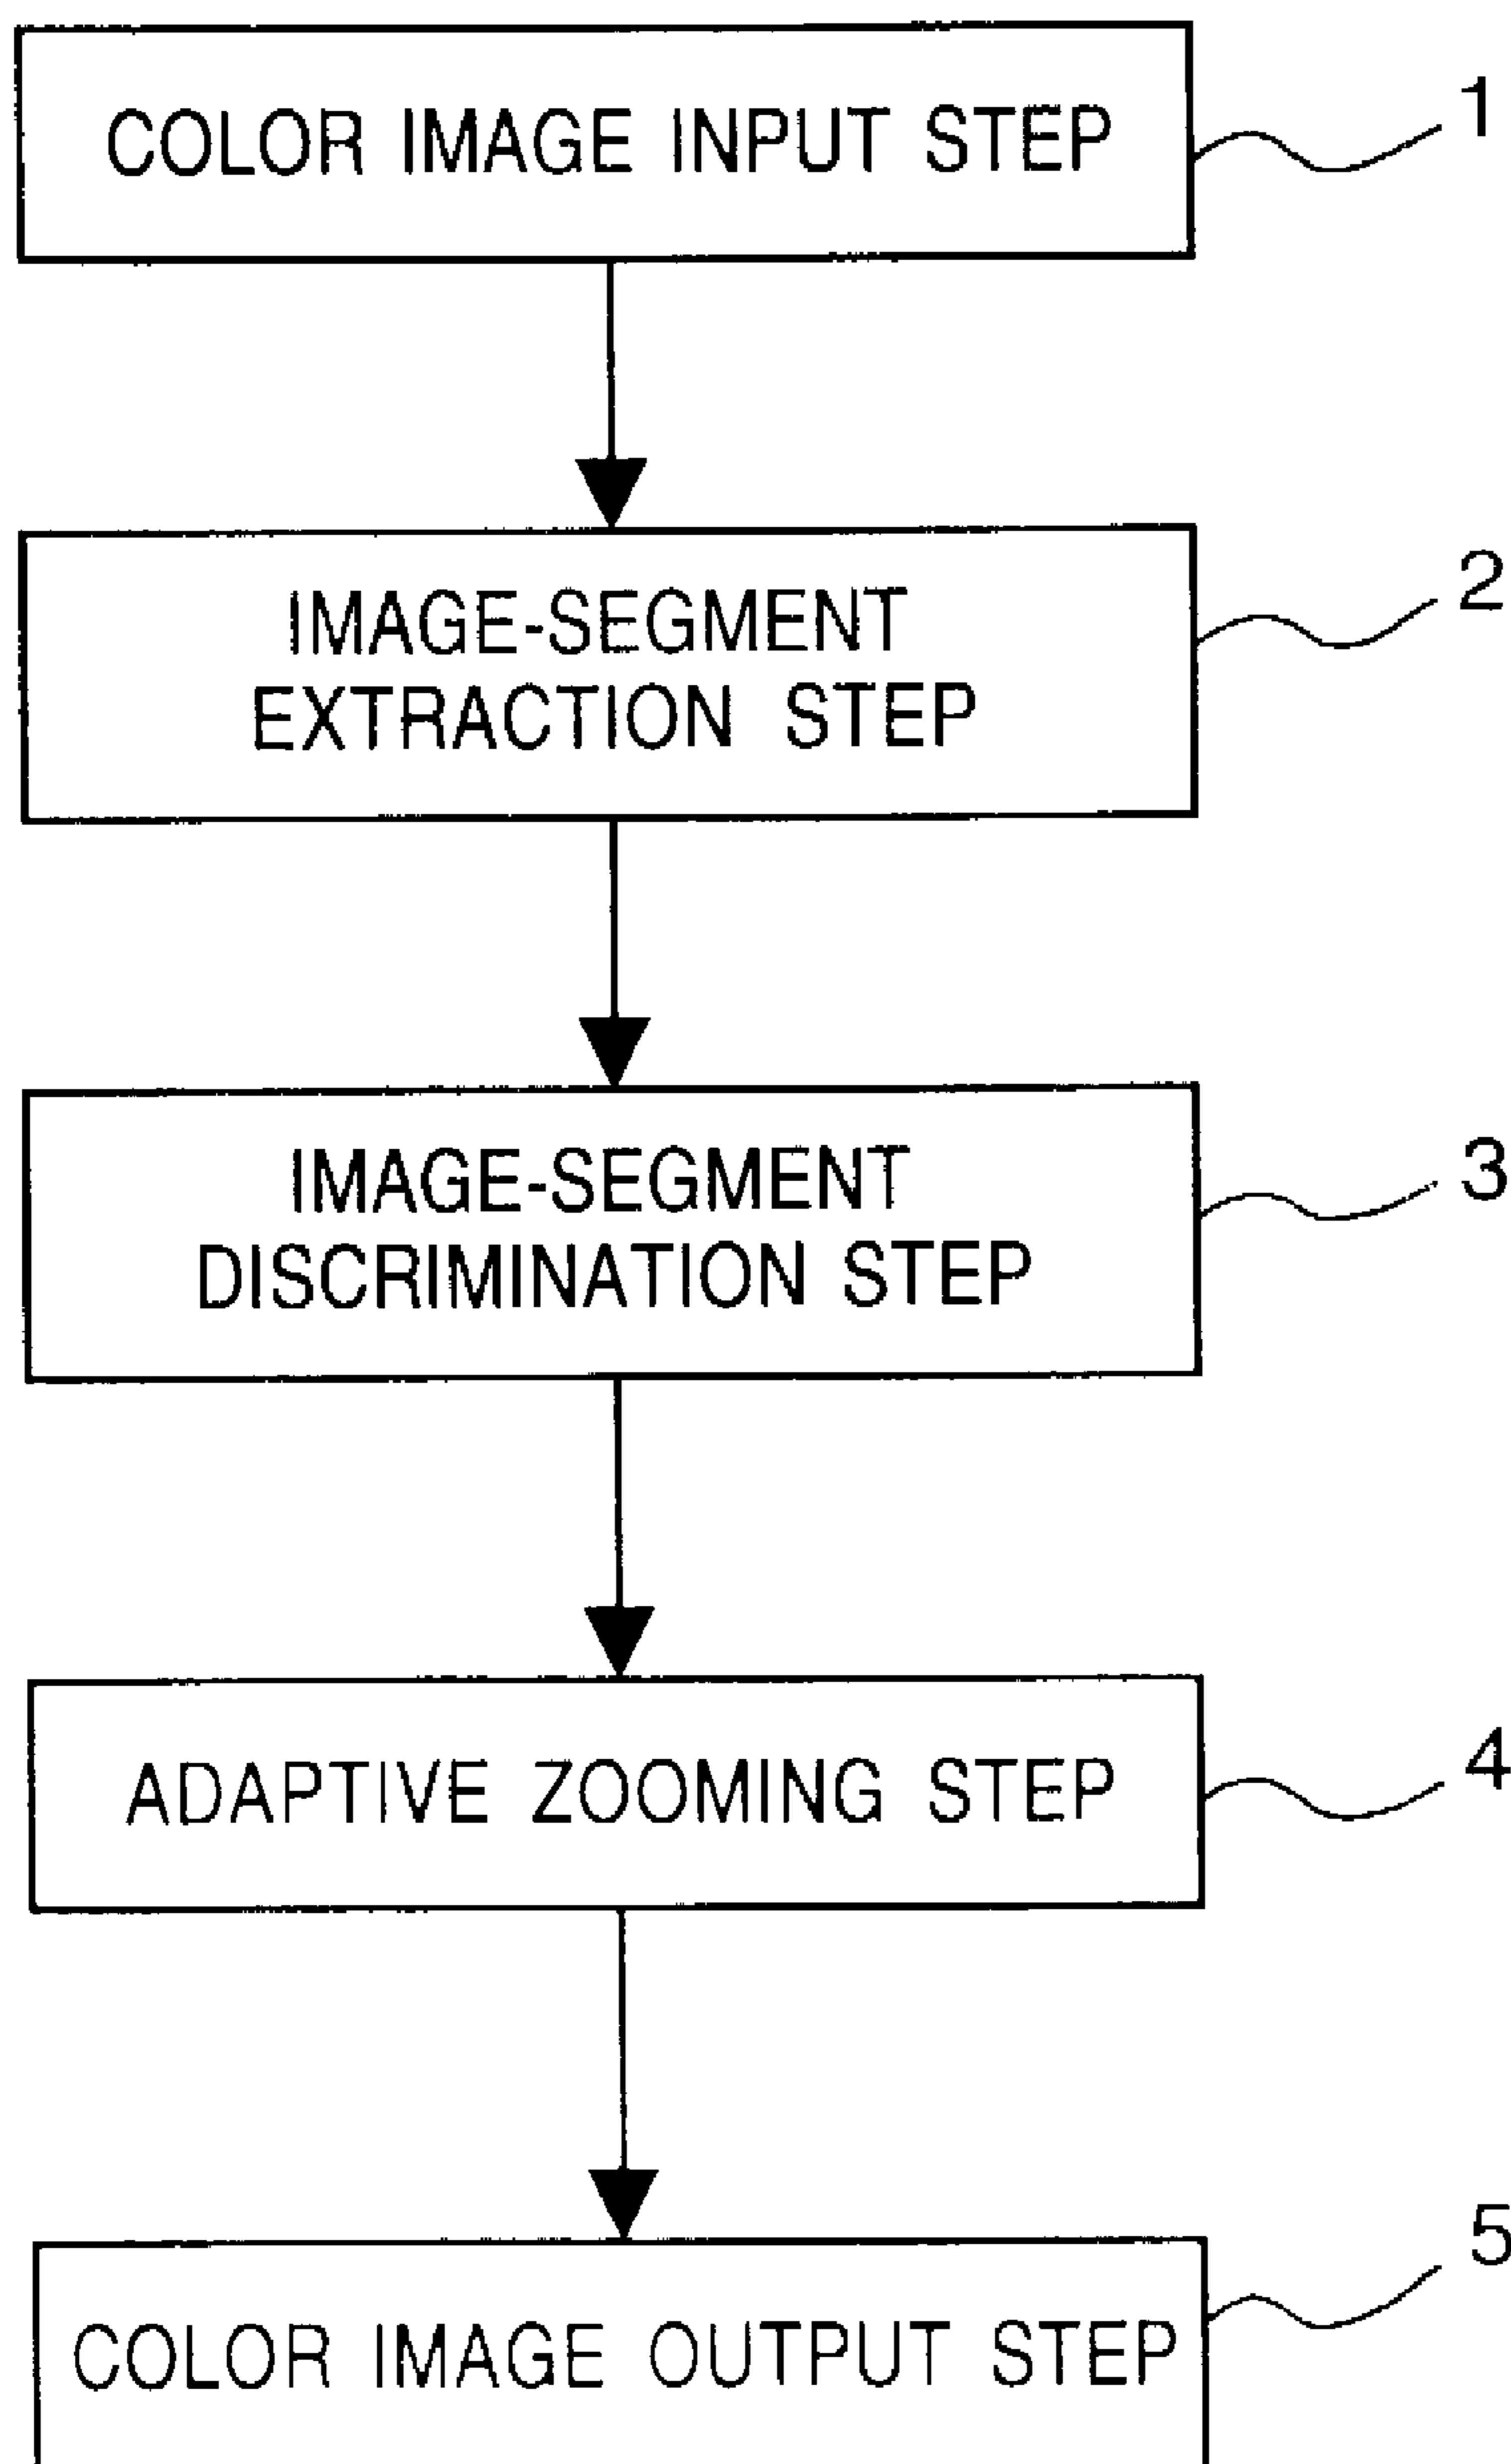 COLOR IMAGE INPUT STEP
1
IMAGE-SEGMENT
EXTRACTION STEP
2
IMAGE-SEGMENT
DISCRIMINATION STEP
3
ADAPTIVE ZOOMING STEP
4
COLOR IMAGE OUTPUT STEP
5